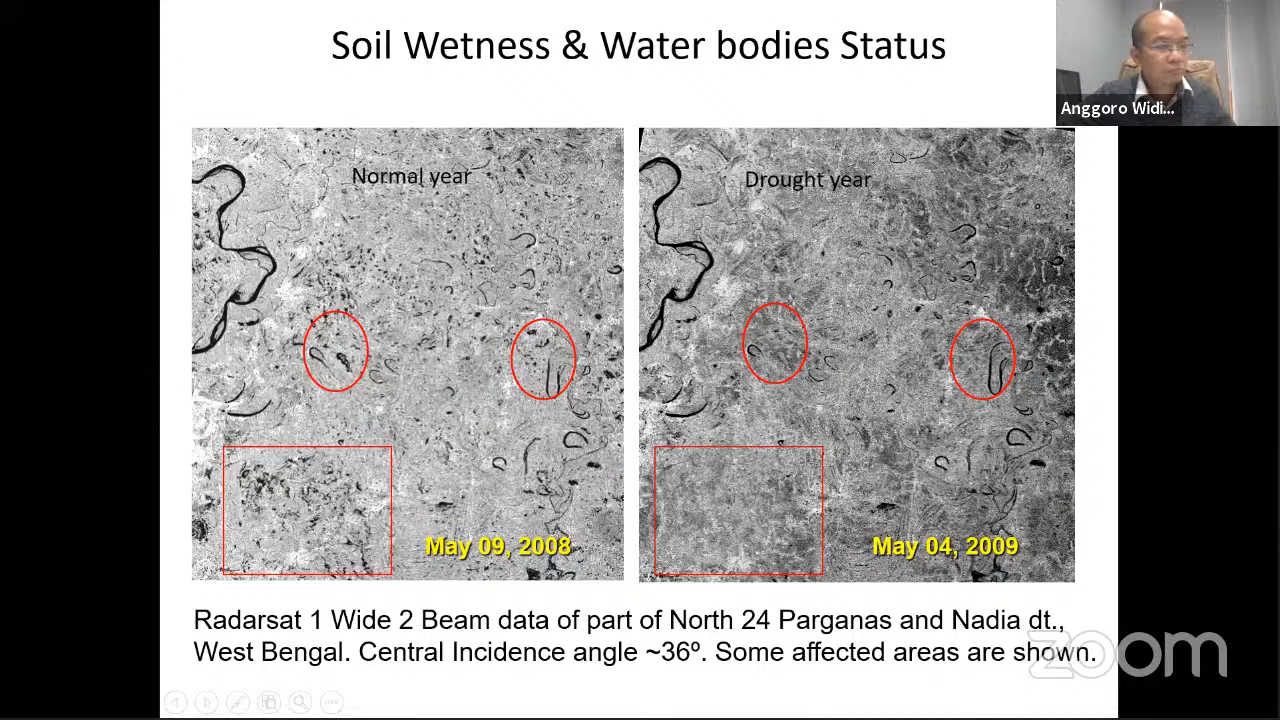 Soil Wetness & Water bodies Status
Anggoro Widi...
Normal year
Drought year
May 09, 2008
May 04, 2009
Radarsat 1 Wide 2 Beam data of part of North 24 Parganas and Nadia dt.,
West Bengal. Central Incidence angle ~36º. Some affected areas are shown.
zoom